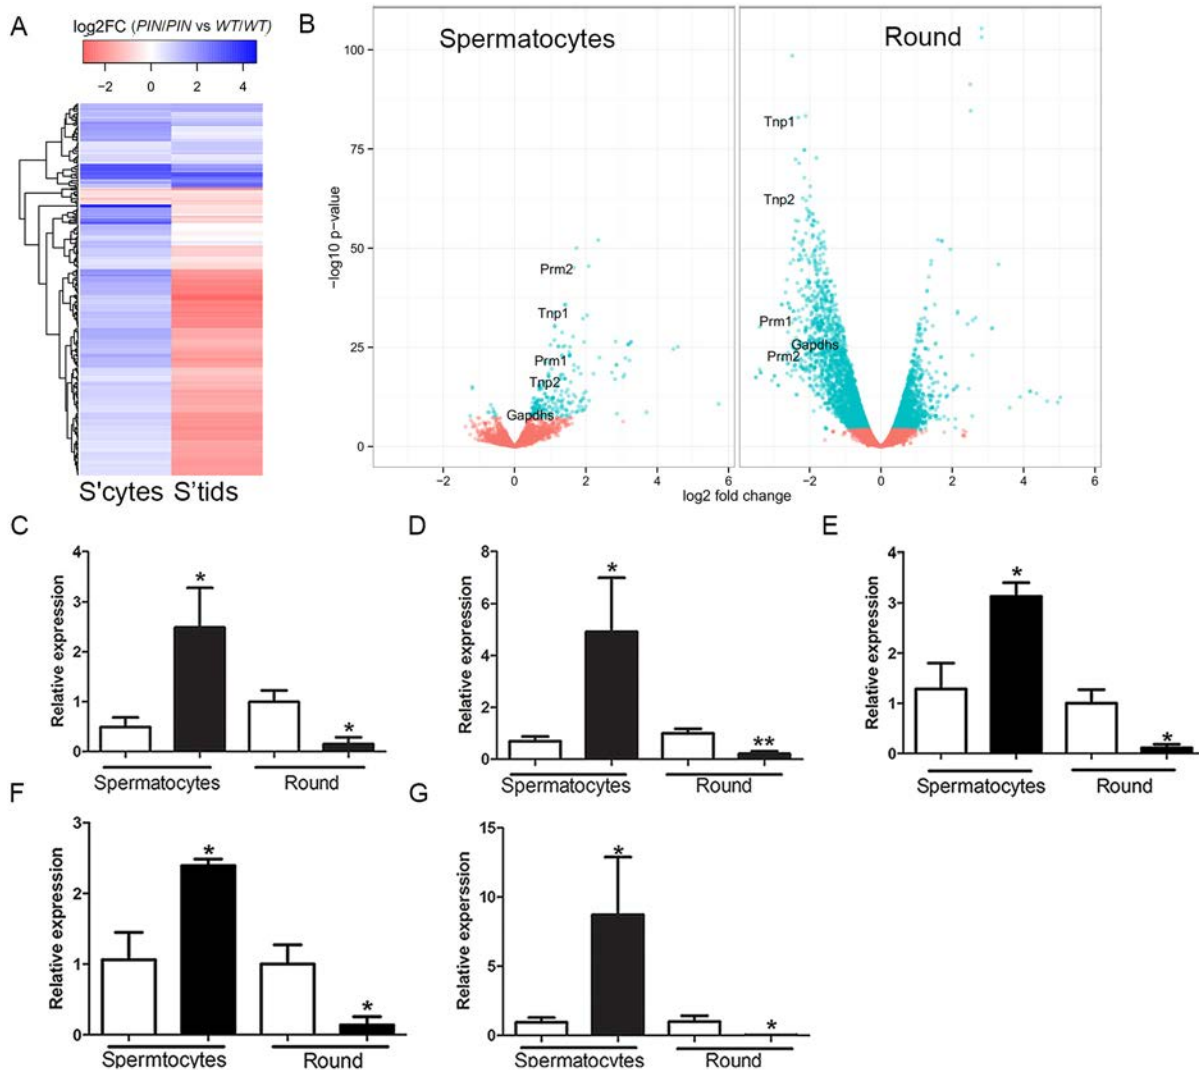 A
log2FC (PIN/PIN vs WT/WT)
−2 0 2 4
S'cytes S'tids
B
Spermatocytes Round
−log10 p−value
100
75
50
25
0
Prm2
Tnp1
Prm1
Tnp2
Gapdhs
Tnp1
Tnp2
Prm1
Gapdhs
Prm2
−2 0 2 4 6 −2 0 2 4 6
log2 fold change
C
Relative expression
4
3
2
1
0
*
*
Spermatocytes Round
D
Relative expression
8
6
4
2
0
*
**
Spermatocytes Round
E
Relative expression
4
3
2
1
0
*
*
Spermatocytes Round
F
Relative expression
3
2
1
0
*
*
Spermtocytes Round
G
Relative experssion
15
10
5
0
*
*
Spermatocytes Round